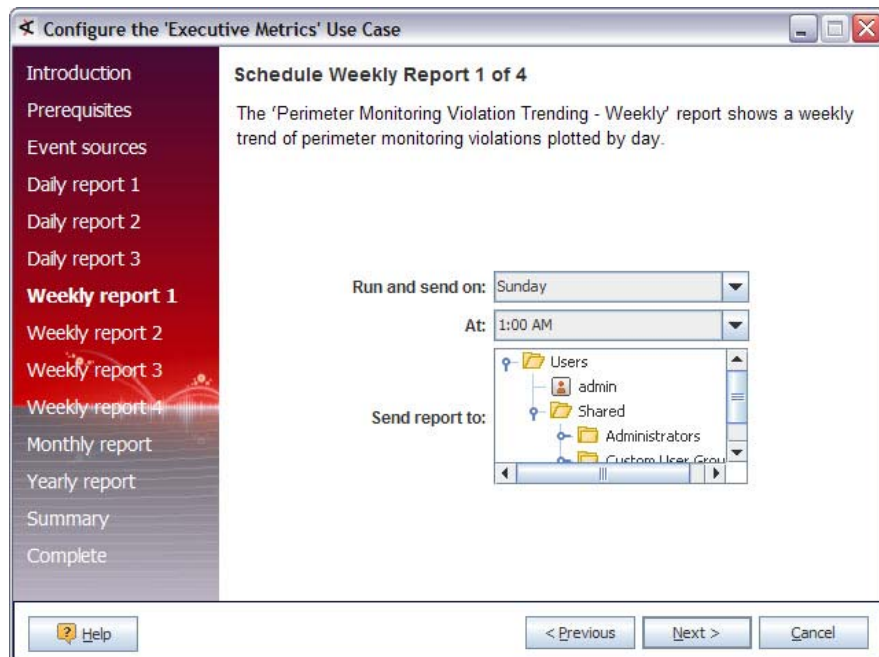 Configure the 'Executive Metrics' Use Case
Introduction
Prerequisites
Event sources
Daily report 1
Daily report 2
Daily report 3
Weekly report 1
Weekly report 2
Weekly report 3
Weekly report 4
Monthly report
Yearly report
Summary
Complete
Schedule Weekly Report 1 of 4
The 'Perimeter Monitoring Violation Trending - Weekly' report shows a weekly
trend of perimeter monitoring violations plotted by day.
Run and send on: Sunday
At: 1:00 AM
Send report to:
Users
admin
Shared
Administrators
Custom User Grou
Help
< Previous
Next >
Cancel